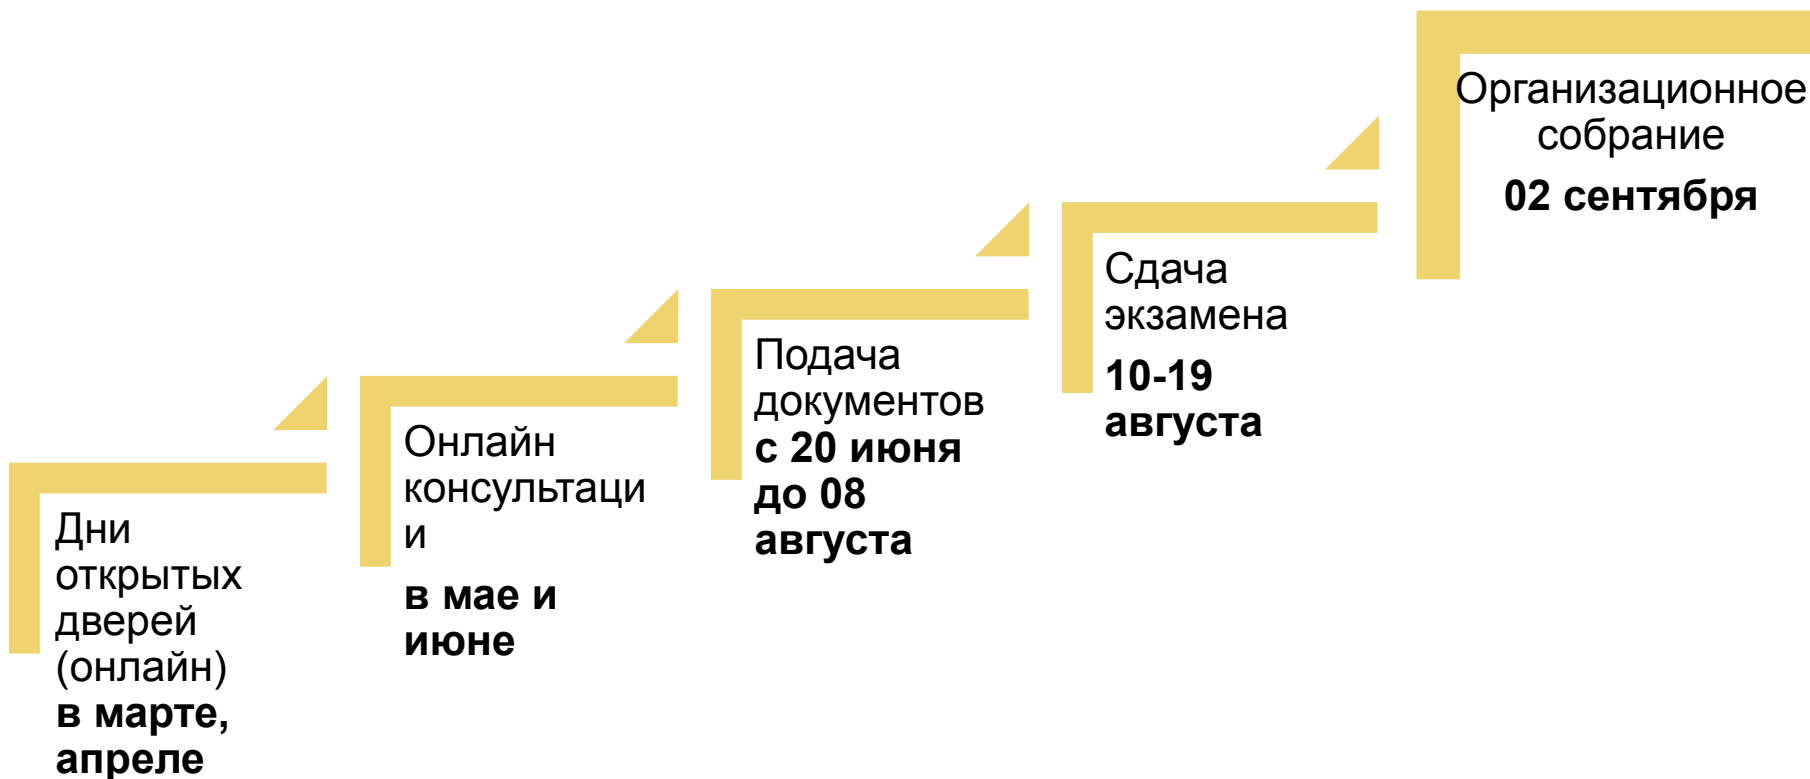 Дни
открытых
дверей
(онлайн)
в марте,
апреле
Онлайн
консультаци
и
в мае и
июне
Подача
документов
с 20 июня
до 08
августа
Сдача
экзамена
10-19
августа
Организационное
собрание
02 сентября